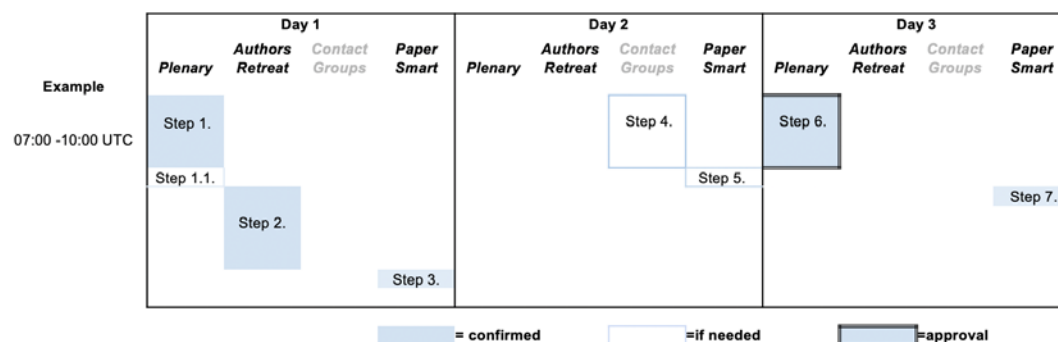 Day 1 Day 2 Day 3
Authors Contact Paper Authors Contact Paper Authors Contact Paper
Plenary Retreat Groups Smart Plenary Retreat Groups Smart Plenary Retreat Groups Smart
Example
Step 1. Step 4. Step 6.
07:00 -10:00 UTC
Step 1.1. Step 5.
Step 7.
Step 2.
Step 3.
= confirmed =if needed =approval